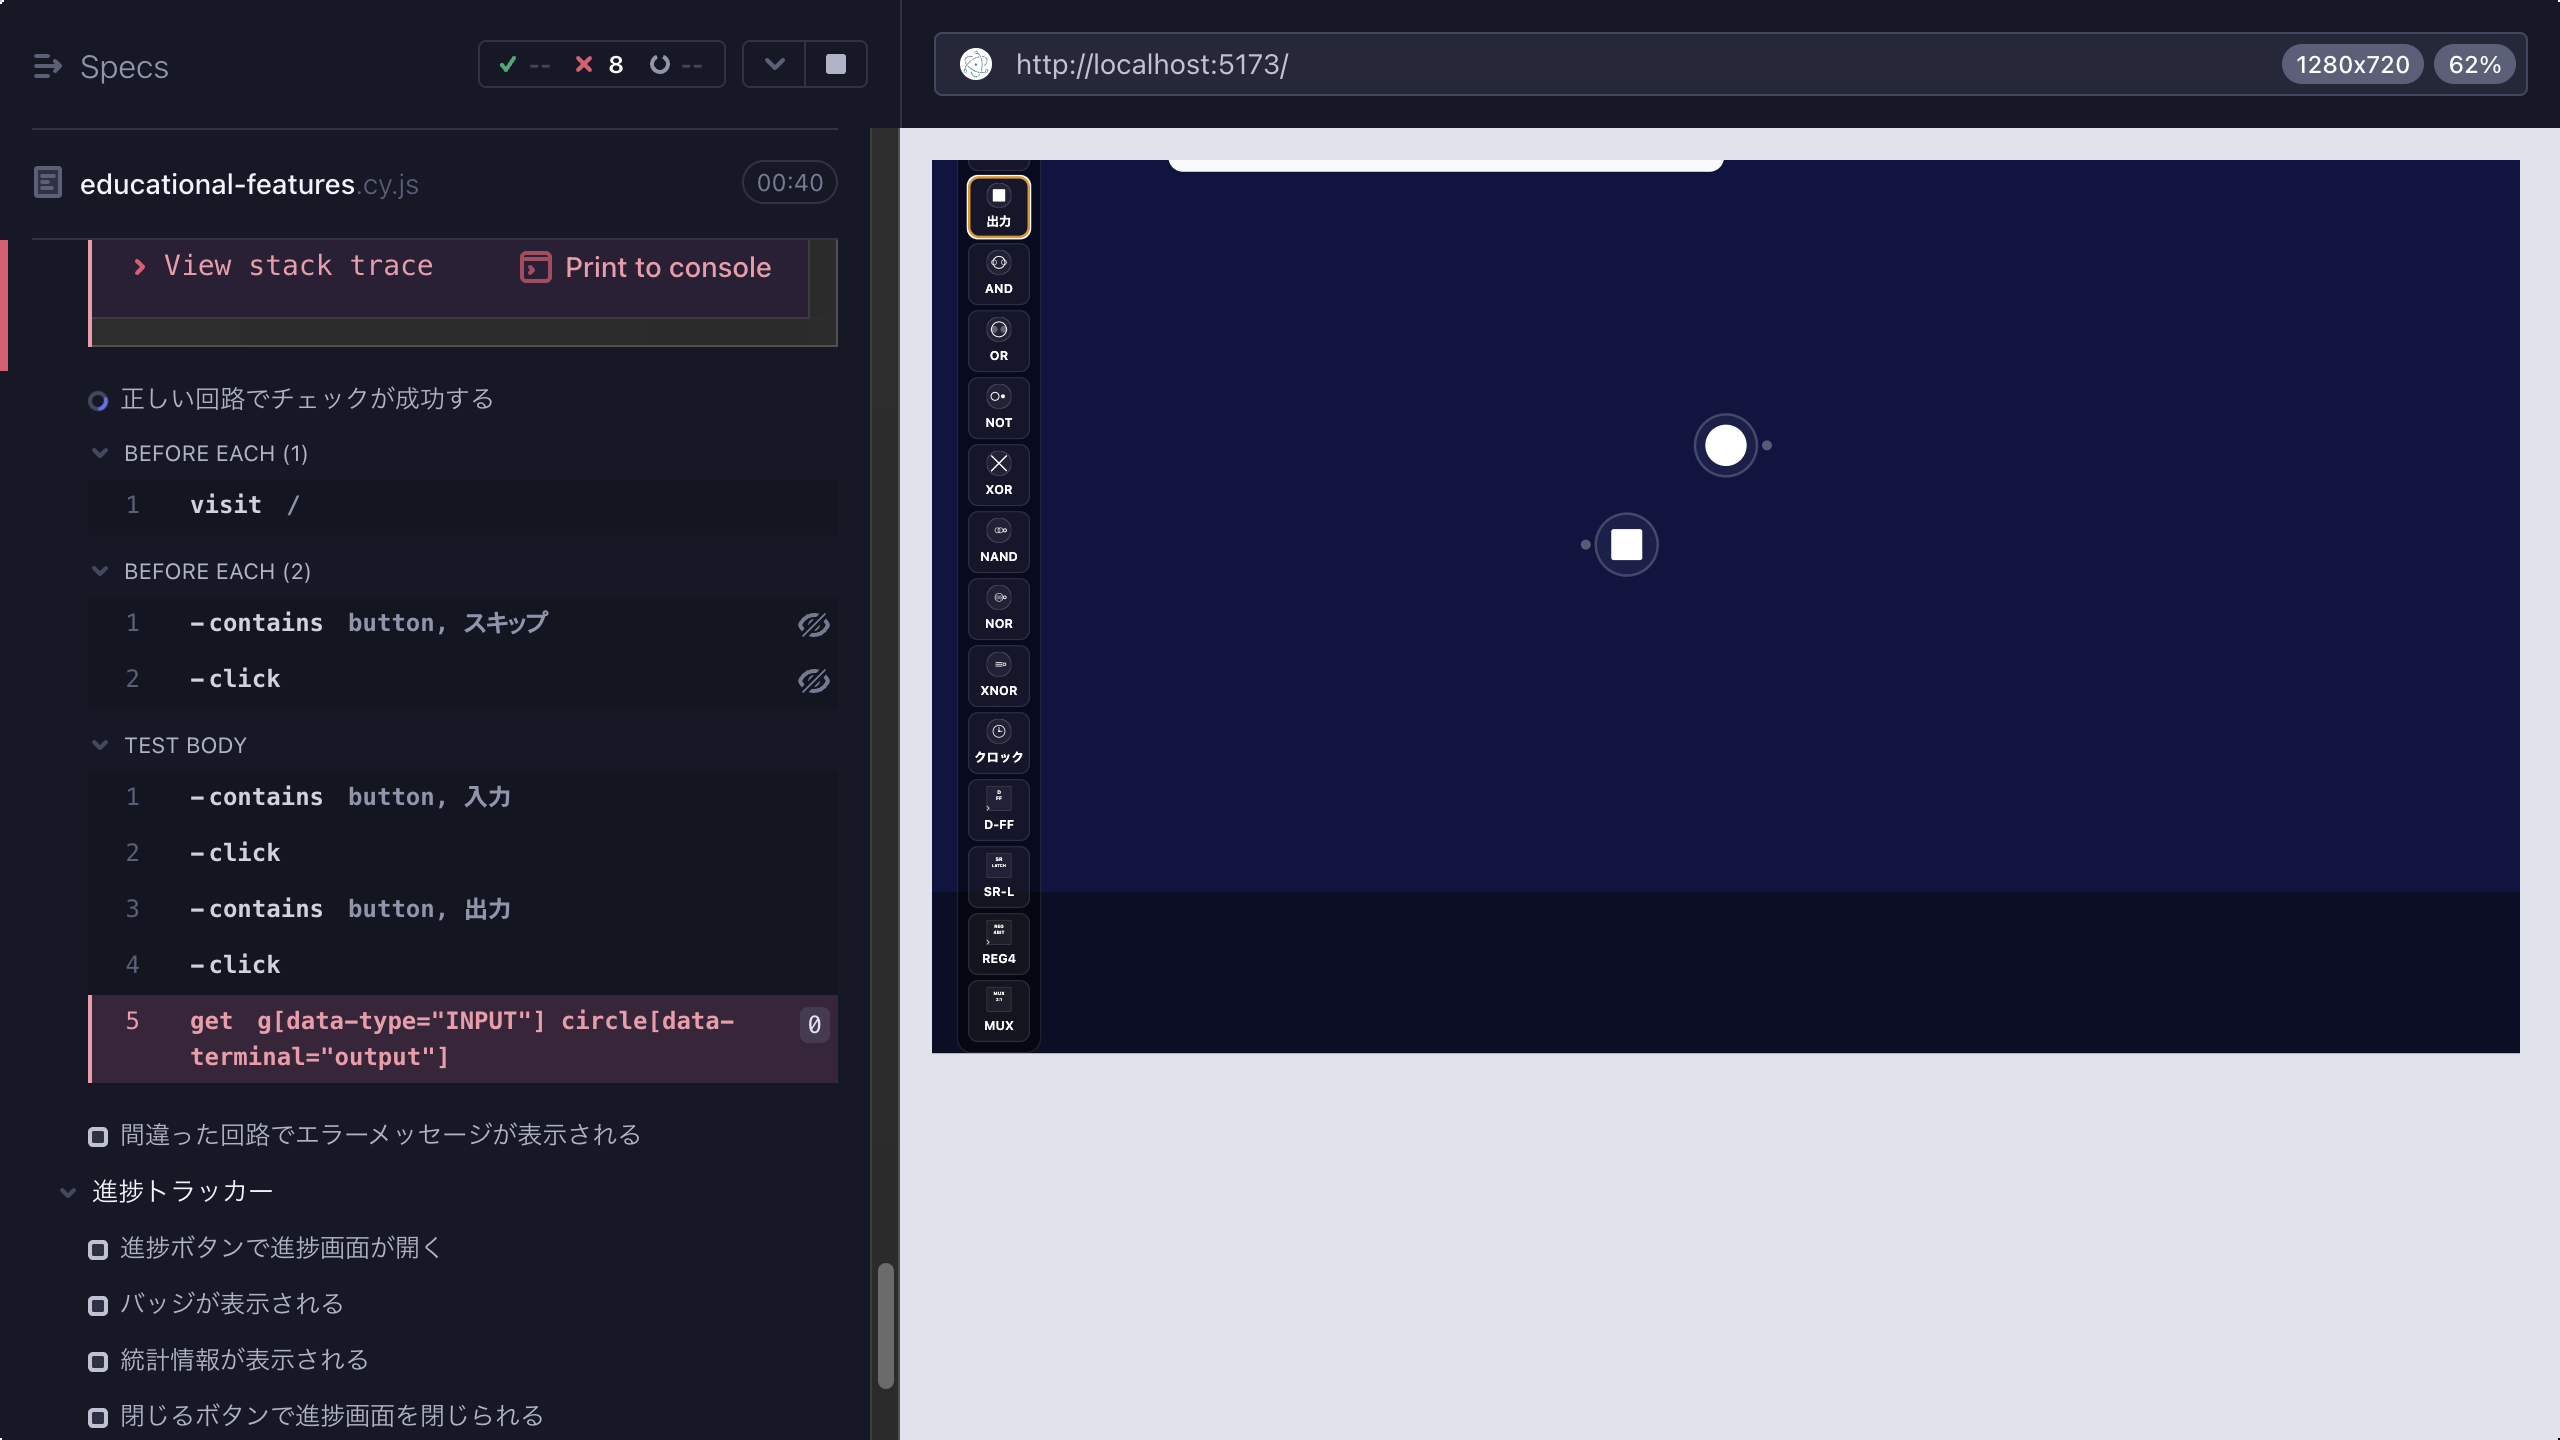 Specs
-- 8 --
http://localhost:5173/
1280x720
62%
educational-features.cy.js
00:40
View stack trace
Print to console
正しい回路でチェックが成功する
BEFORE EACH (1)
1 visit /
BEFORE EACH (2)
1 -contains button, スキップ
2 -click
TEST BODY
1 -contains button, 入力
2 -click
3 -contains button, 出力
4 -click
5 get g[data-type="INPUT"] circle[data-
terminal="output"]
0
間違った回路でエラーメッセージが表示される
進捗トラッカー
進捗ボタンで進捗画面が開く
バッジが表示される
統計情報が表示される
閉じるボタンで進捗画面を閉じられる
出力
AND
OR
NOT
XOR
NAND
NOR
XNOR
クロック
D
FF
D-FF
SR
LATCH
SR-L
REG
4BIT
REG4
MUX
2:1
MUX